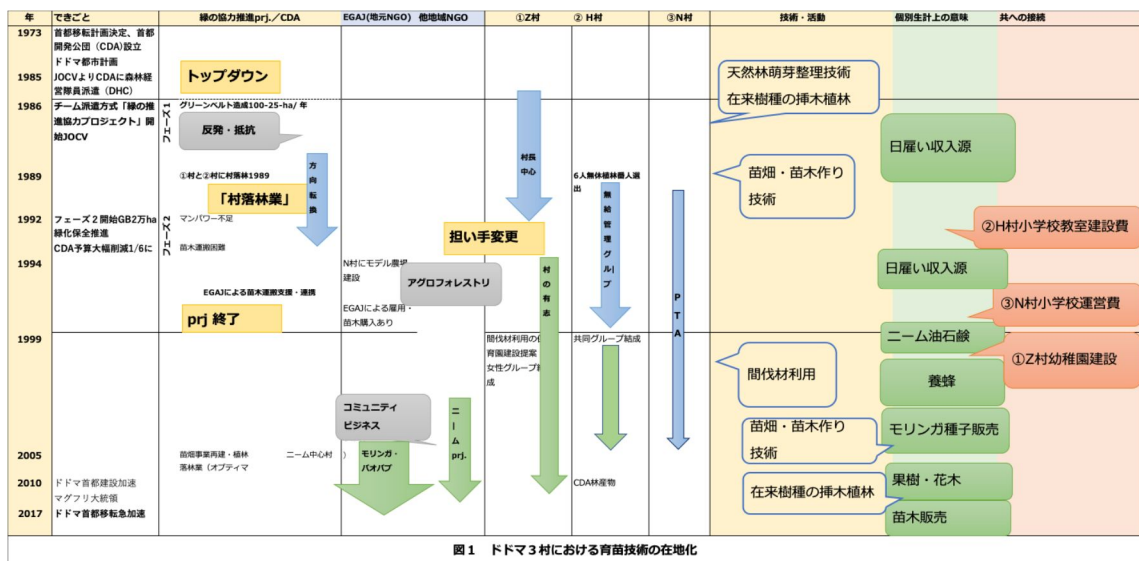 年
できごと
緑の協力推進prj.／CDA
EGAJ(地元NGO)
他地域NGO
①Z村
② H村
③N村
技術・活動
個別生計上の意味
共への接続
1973
首都移転計画決定、首都
開発公団（CDA)設立
ドドマ都市計画
1985
JOCVよりCDAに森林経
営隊員派遣（DHC）
トップダウン
天然林萌芽整理技術
在来樹種の挿木植林
1986
チーム派遣方式「緑の推
進協力プロジェクト」開
始JOCV
フェーズ1
グリーンベルト造成100-25-ha/ 年
反発・抵抗
日雇い収入源
1989
①村と②村に村落林1989
方向転換
村長
中心
6人無休植林番人選
出
苗畑・苗木作り
技術
「村落林業」
無給管理グループ
1992
フェーズ２開始GB2万ha
緑化保全推進
CDA予算大幅削減1/6に
フェーズ2
マンパワー不足
苗木運搬困難
担い手変更
②H村小学校教室建設費
1994
N村にモデル農場
建設
アグロフォレストリ
村の有志
日雇い収入源
EGAJによる苗木運搬支援・連携
PTA
③N村小学校運営費
prj 終了
EGAJによる雇用・
苗木購入あり
ニーム油石鹸
1999
間伐材利用の
育園建設提案
女性グループ
成
共同グループ結成
間伐材利用
①Z村幼稚園建設
養蜂
コミュニティ
ビジネス
ニームprj.
苗畑・苗木作り
技術
モリンガ種子販売
2005
苗畑事業再建・植林
落林業（オプティマ
ニーム中心村
）
モリンガ・
バオバブ
2010
ドドマ首都建設加速
マグフリ大統領
CDA林産物
在来樹種の挿木植林
果樹・花木
2017
ドドマ首都移転急加速
苗木販売
図１　ドドマ３村における育苗技術の在地化